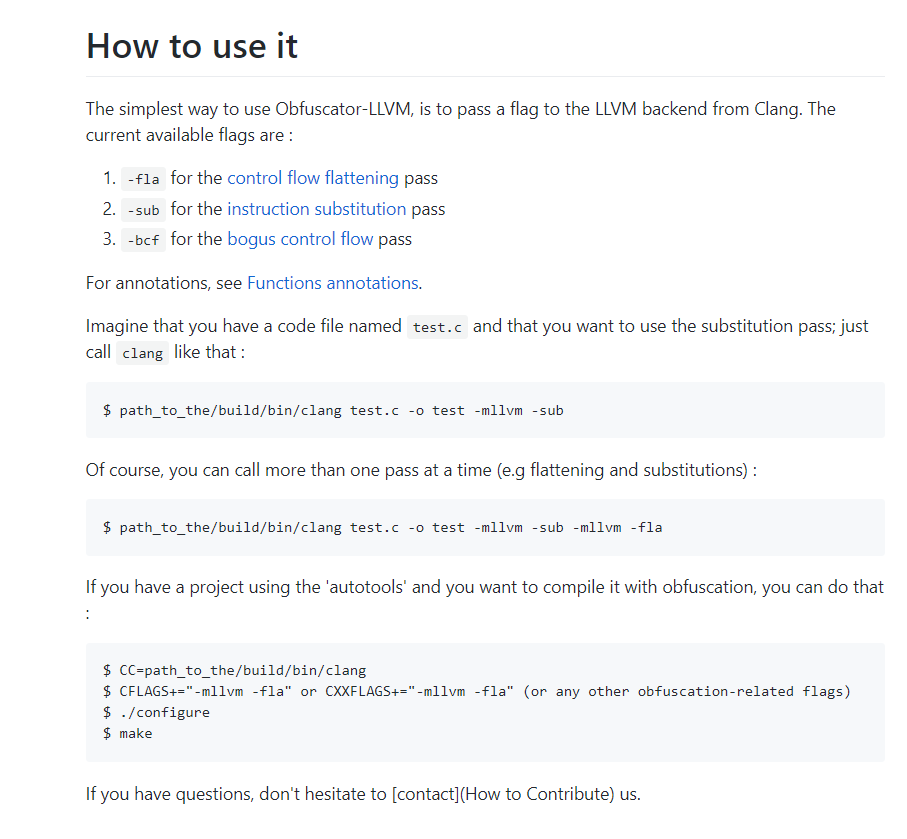 How to use it
The simplest way to use Obfuscator-LLVM, is to pass a flag to the LLVM backend from Clang. The
current available flags are :
1. -fla for the control flow flattening pass
2. -sub for the instruction substitution pass
3. -bcf for the bogus control flow pass
For annotations, see Functions annotations.
Imagine that you have a code file named test.c and that you want to use the substitution pass; just
call clang like that :
$ path_to_the/build/bin/clang test.c -o test -mllvm -sub
Of course, you can call more than one pass at a time (e.g flattening and substitutions) :
$ path_to_the/build/bin/clang test.c -o test -mllvm -sub -mllvm -fla
If you have a project using the 'autotools' and you want to compile it with obfuscation, you can do that
:
$ CC=path_to_the/build/bin/clang
$ CFLAGS+="-mllvm -fla" or CXXFLAGS+="-mllvm -fla" (or any other obfuscation-related flags)
$ ./configure
$ make
If you have questions, don't hesitate to [contact](How to Contribute) us.